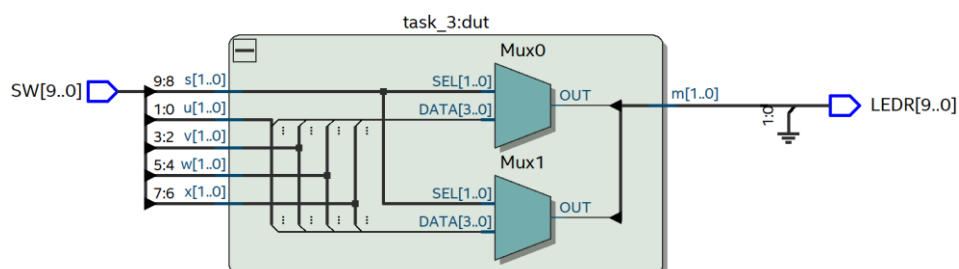 task_3:dut
Mux0
SW[9..0]
9:8 s[1..0]
SEL[1..0]
OUT
m[1..0]
LEDR[9..0]
1:0 u[1..0]
DATA[3..0]
1:0
3:2 v[1..0]
5:4 w[1..0]
Mux1
7:6 x[1..0]
SEL[1..0]
OUT
DATA[3..0]